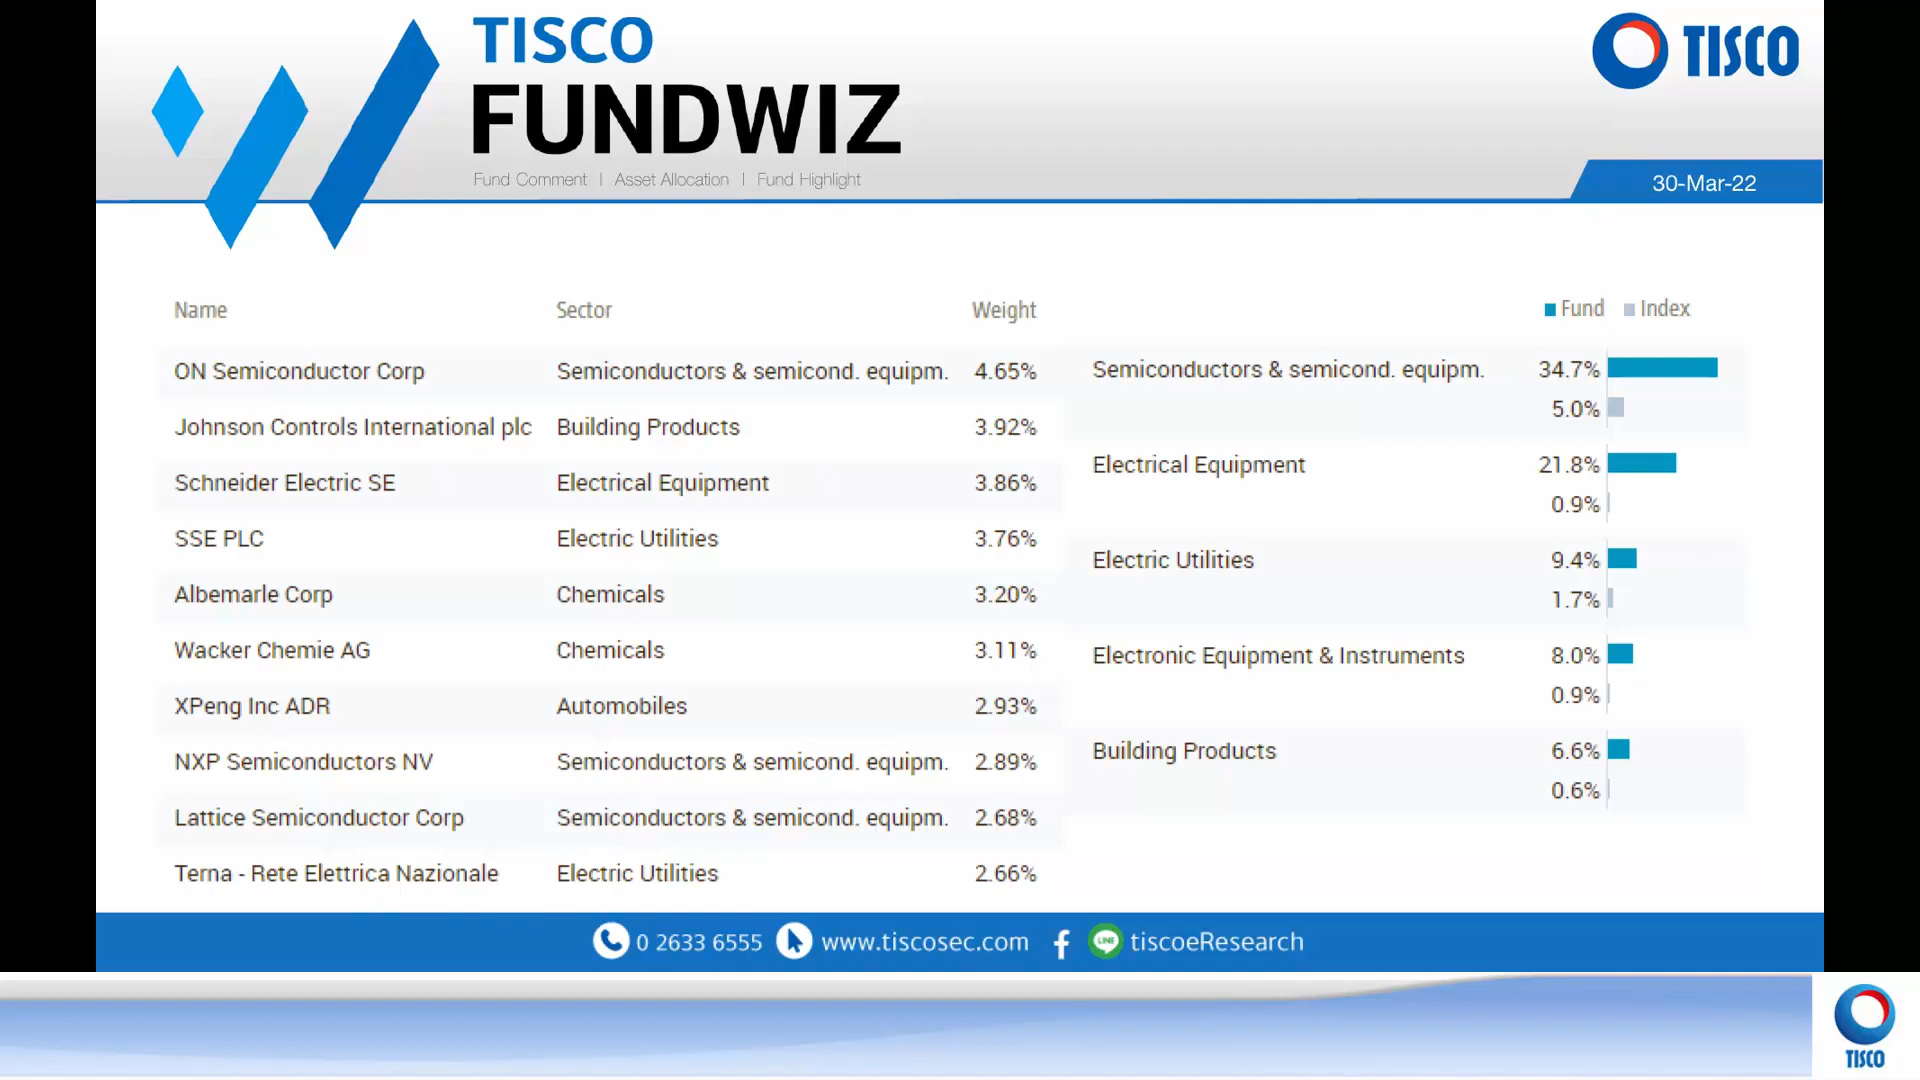 TISCO
FUNDWIZ
Fund Comment | Asset Allocation | Fund Highlight
TISCO
30-Mar-22
Name Sector Weight
ON Semiconductor Corp Semiconductors & semicond. equipm. 4.65%
Johnson Controls International plc Building Products 3.92%
Schneider Electric SE Electrical Equipment 3.86%
SSE PLC Electric Utilities 3.76%
Albemarle Corp Chemicals 3.20%
Wacker Chemie AG Chemicals 3.11%
XPeng Inc ADR Automobiles 2.93%
NXP Semiconductors NV Semiconductors & semicond. equipm. 2.89%
Lattice Semiconductor Corp Semiconductors & semicond. equipm. 2.68%
Terna - Rete Elettrica Nazionale Electric Utilities 2.66%
Fund Index
Semiconductors & semicond. equipm. 34.7%
5.0%
Electrical Equipment 21.8%
0.9%
Electric Utilities 9.4%
1.7%
Electronic Equipment & Instruments 8.0%
0.9%
Building Products 6.6%
0.6%
0 2633 6555 www.tiscosec.com f LINE tiscoeResearch
TISCO